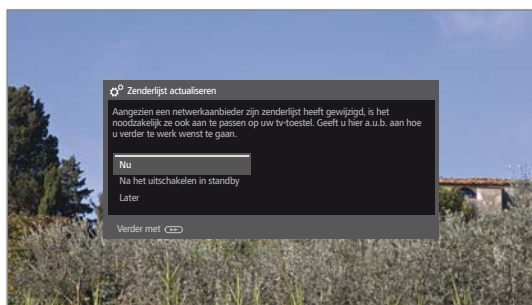 Zenderlijst actualiseren
Aangezien een netwerkaanbieder zijn zenderlijst heeft gewijzigd, is het
noodzakelijk ze ook aan te passen op uw tv-toestel. Geeft u hier a.u.b. aan hoe
u verder te werk wenst te gaan.
Nu
Na het uitschakelen in standby
Later
Verder met